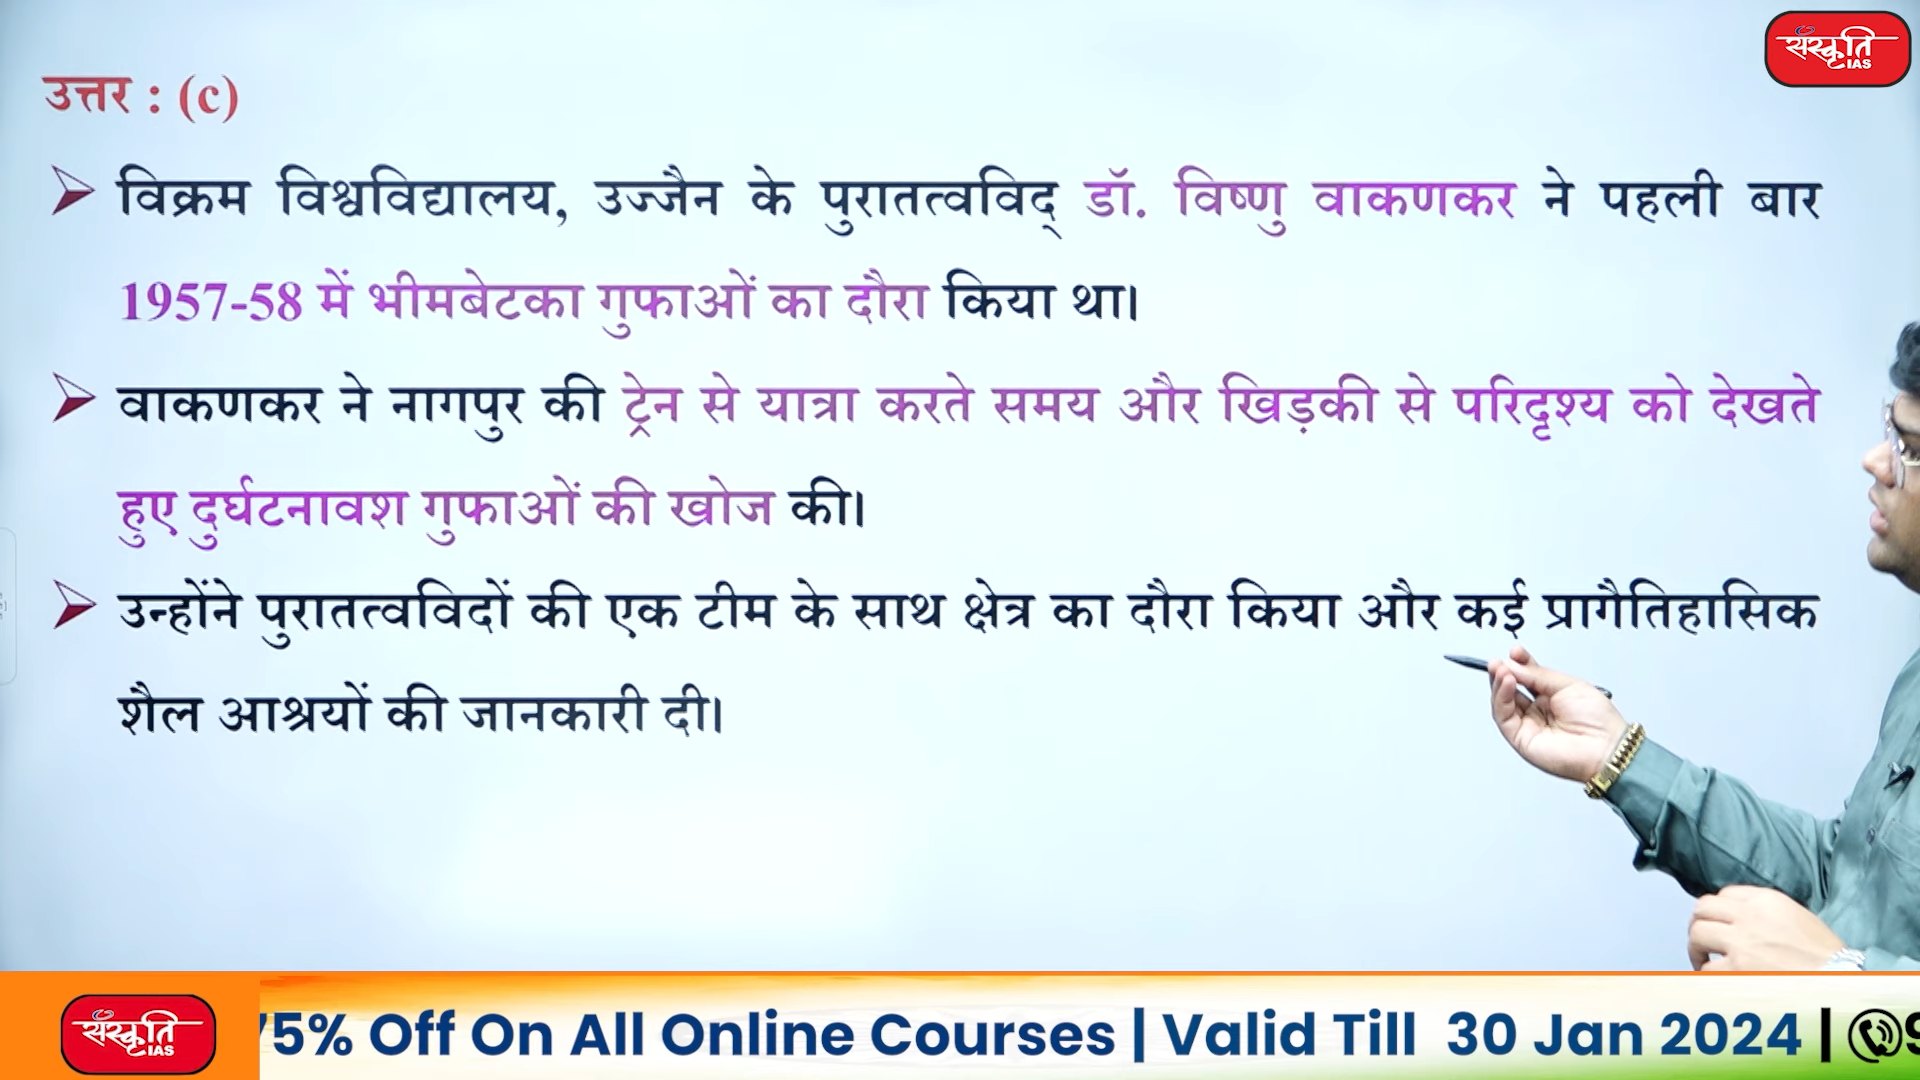 संस्कृति
IAS
उत्तर : (c)
विक्रम विश्वविद्यालय, उज्जैन के पुरातत्वविद् डॉ. विष्णु वाकणकर ने पहली बार
1957-58 में भीमबेटका गुफाओं का दौरा किया था।
वाकणकर ने नागपुर की ट्रेन से यात्रा करते समय और खिड़की से परिदृश्य को देखते
हुए दुर्घटनावश गुफाओं की खोज की।
उन्होंने पुरातत्वविदों की एक टीम के साथ क्षेत्र का दौरा किया और कई प्रागैतिहासिक
शैल आश्रयों की जानकारी दी।
संस्कृति
IAS
75% Off On All Online Courses | Valid Till 30 Jan 2024 | 9